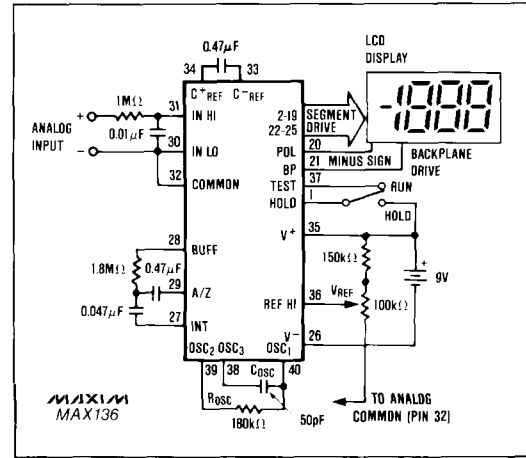 0.47µF
34 33
C+REF C-REF
LCD
DISPLAY
-1888
1MΩ
31
IN HI
2-19
22-25
SEGMENT
DRIVE
+
ANALOG
INPUT
-
0.01µF
30
IN LO
POL
20
MINUS SIGN
BP
21
BACKPLANE
DRIVE
32
COMMON
TEST
37
RUN
HOLD
1
HOLD
V+
35
28
BUFF
1.8MΩ
0.47µF
29
A/Z
150kΩ
+
9V
REF HI
36
VREF
100kΩ
0.047µF
27
INT
V-
26
OSC2 OSC3 OSC1
39 38 40
COSC
ROSC
180kΩ
50pF
TO ANALOG
COMMON (PIN 32)
MAXIM
MAX136